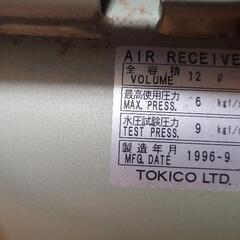 AIR RECEIVE
全容積 VOLUME 12 ℓ
最高使用圧力 MAX. PRESS. 6 kgf/
水圧試験圧力 TEST PRESS. 9 kgf/
製造年月 MFG. DATE 1996-9
TOKICO LTD.